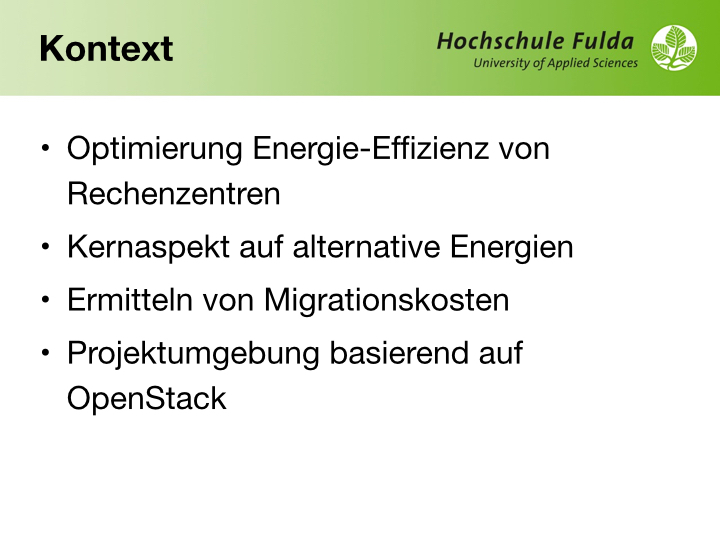 Kontext
Hochschule Fulda
University of Applied Sciences
• Optimierung Energie-Effizienz von
Rechenzentren
• Kernaspekt auf alternative Energien
• Ermitteln von Migrationskosten
• Projektumgebung basierend auf
OpenStack